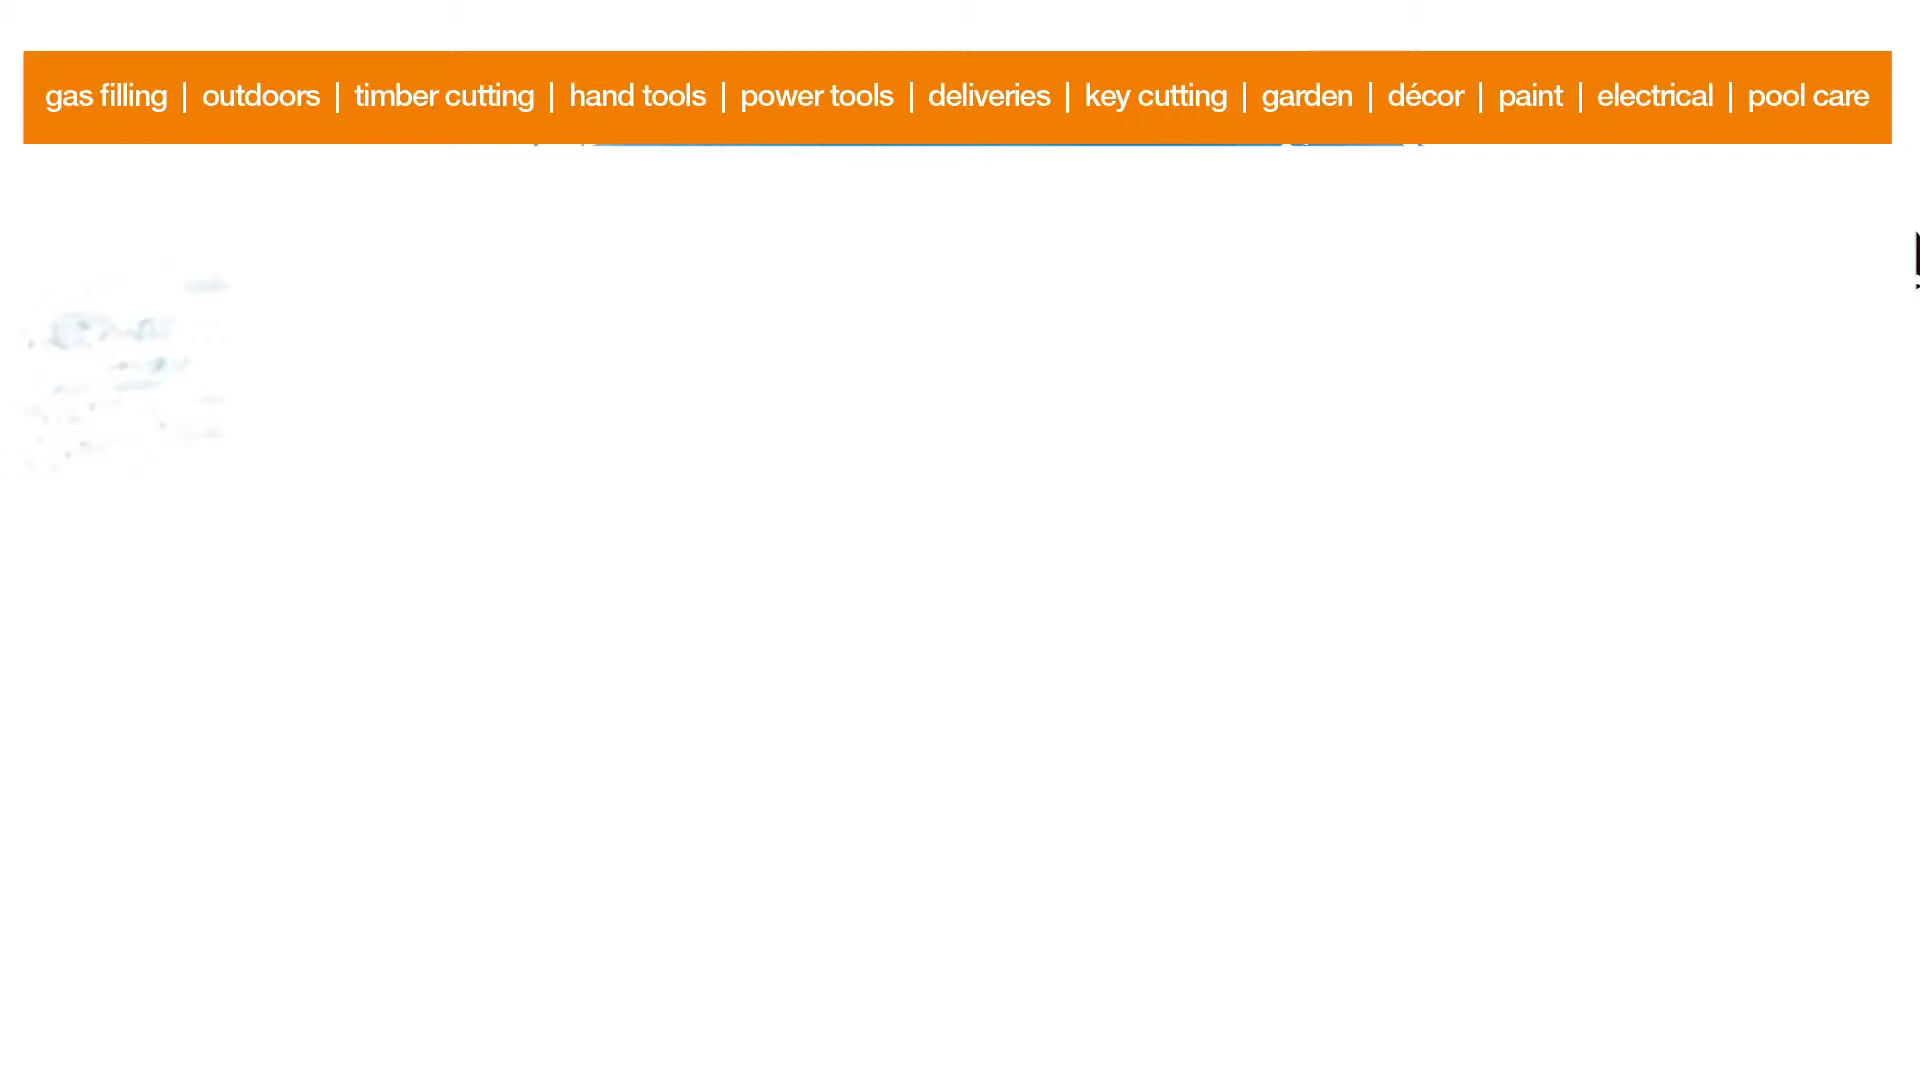 gas filling | outdoors | timber cutting | hand tools | power tools | deliveries | key cutting | garden | décor | paint | electrical | pool care